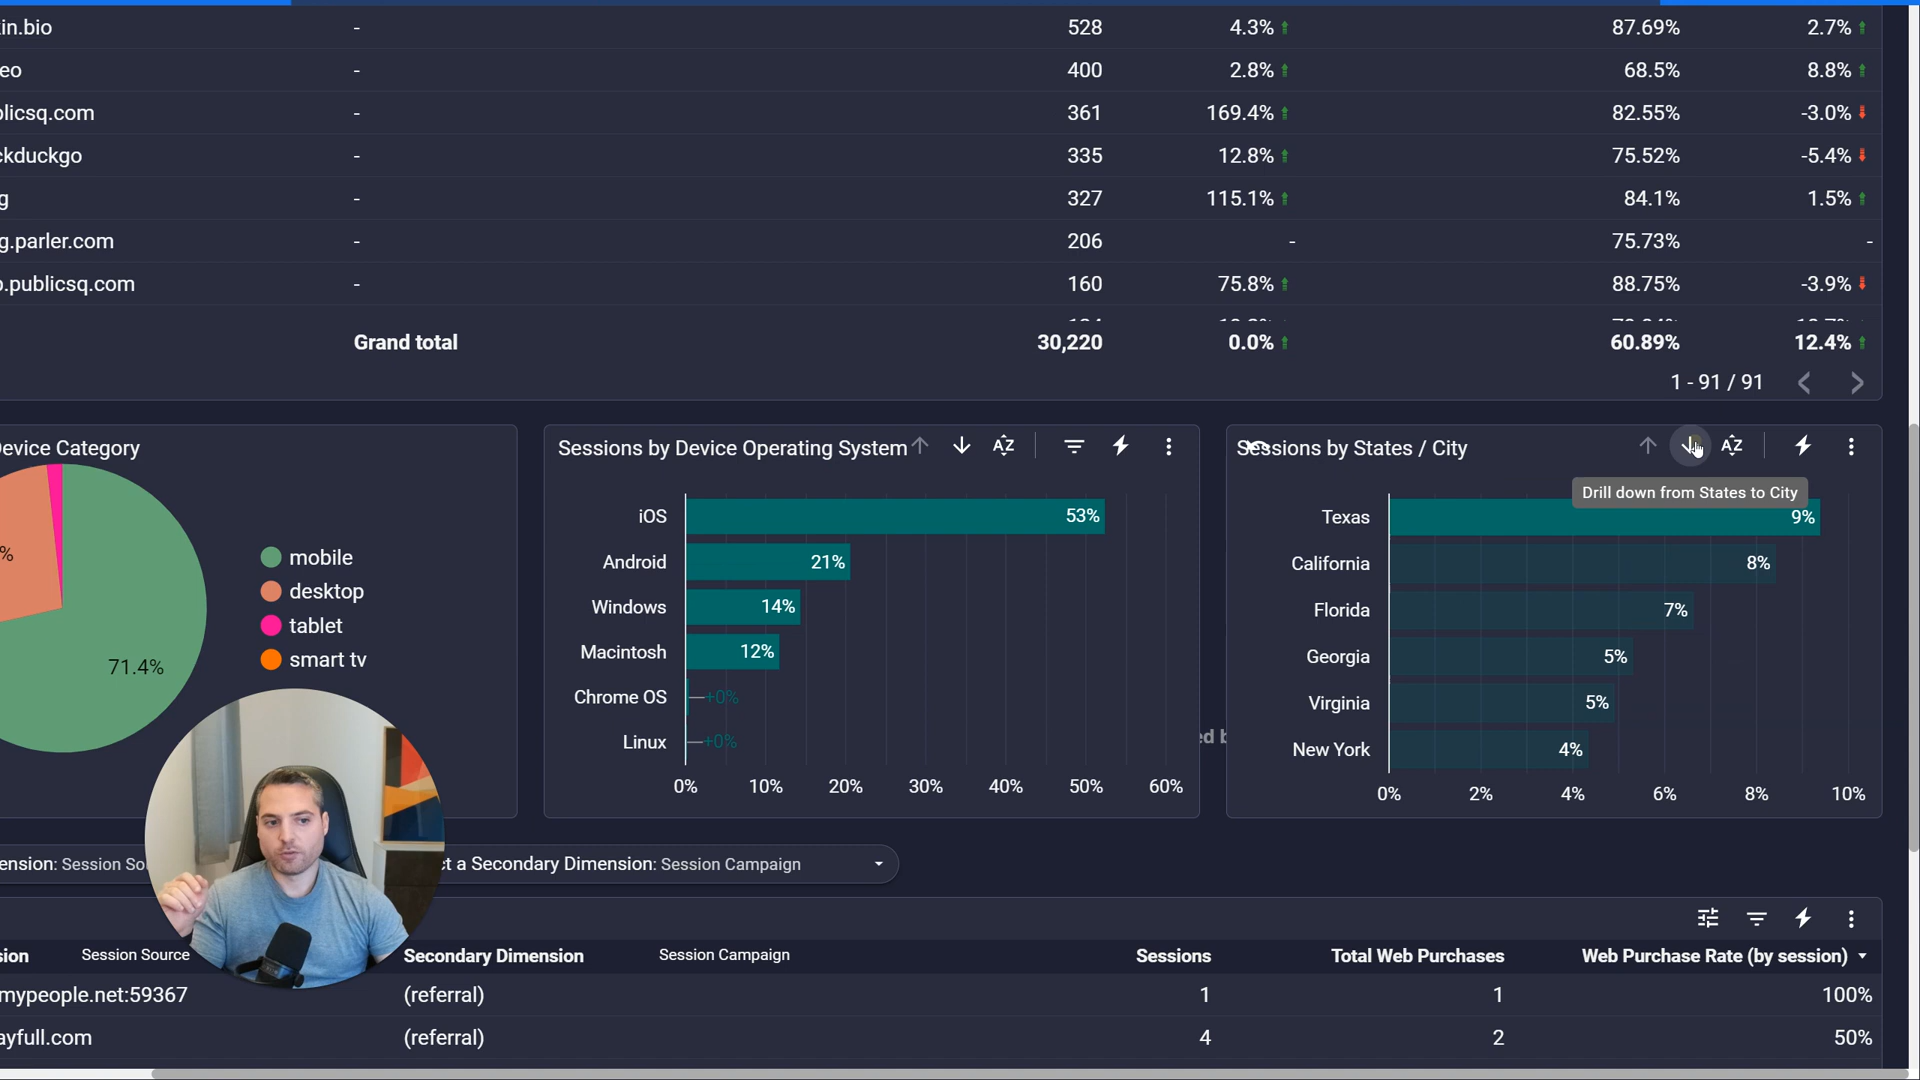 in.bio - 528 4.3% 87.69% 2.7%
eo - 400 2.8% 68.5% 8.8%
blicsq.com - 361 169.4% 82.55% -3.0%
ckduckgo - 335 12.8% 75.52% -5.4%
g - 327 115.1% 84.1% 1.5%
g.parler.com - 206 - 75.73% -
o.publicsq.com - 160 75.8% 88.75% -3.9%
Grand total 30,220 0.0% 60.89% 12.4%
1 - 91 / 91
evice Category
%
71.4%
mobile
desktop
tablet
smart tv
Sessions by Device Operating System
iOS 53%
Android 21%
Windows 14%
Macintosh 12%
Chrome OS +0%
Linux +0%
0% 10% 20% 30% 40% 50% 60%
Sessions by States / City
Drill down from States to City
Texas 9%
California 8%
Florida 7%
Georgia 5%
Virginia 5%
New York 4%
0% 2% 4% 6% 8% 10%
ed b
ension: Session So
ct a Secondary Dimension: Session Campaign
sion Session Source Secondary Dimension Session Campaign Sessions Total Web Purchases Web Purchase Rate (by session)
mypeople.net:59367 (referral) 1 1 100%
ayfull.com (referral) 4 2 50%